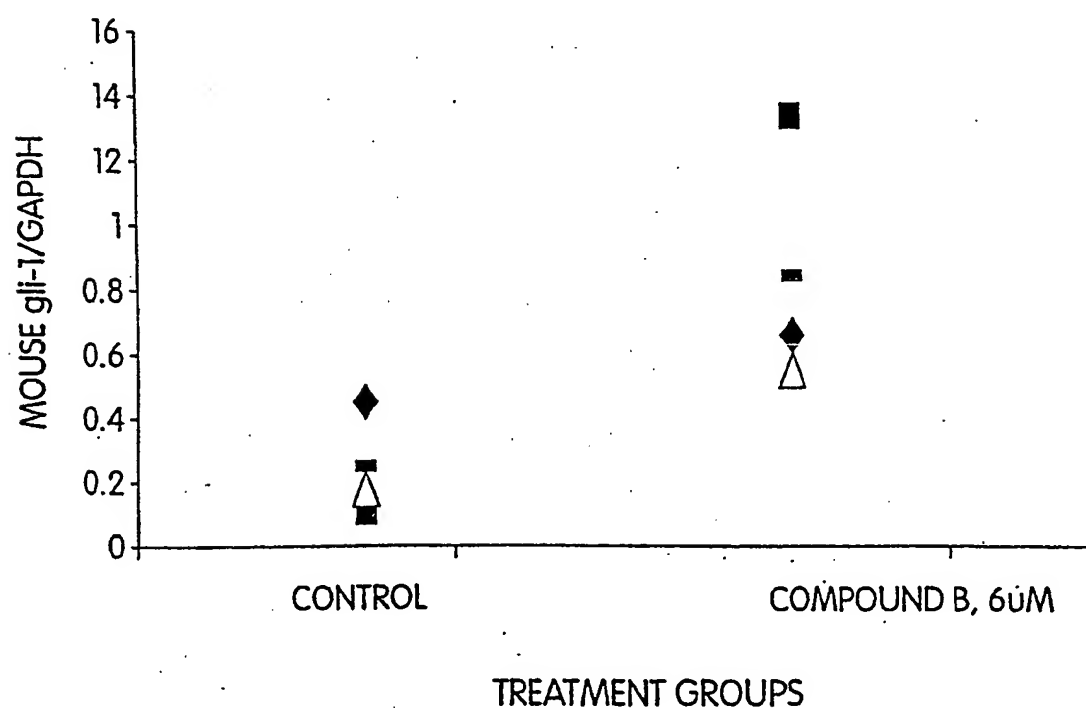 16
14
12
1
0.8
0.6
0.4
0.2
0
MOUSE gli-1/GAPDH
CONTROL
COMPOUND B, 6üM
TREATMENT GROUPS